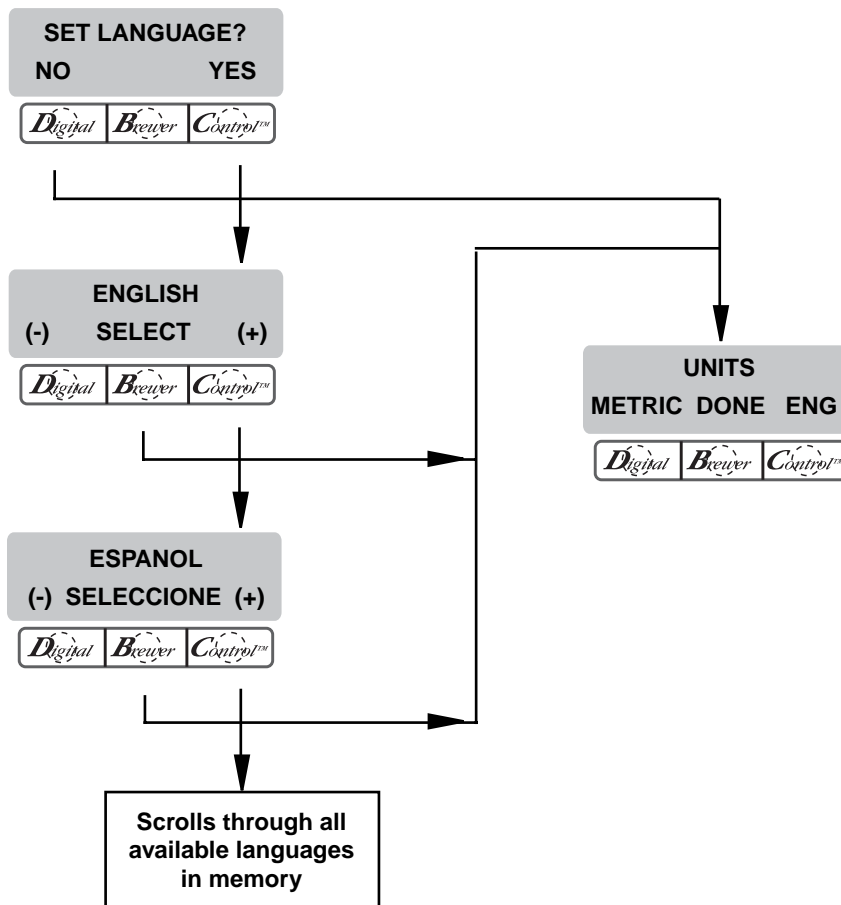 SET LANGUAGE?
NO YES
Digital Brewer Control™
ENGLISH
(-) SELECT (+)
Digital Brewer Control™
UNITS
METRIC DONE ENG
Digital Brewer Control™
ESPANOL
(-) SELECCIONE (+)
Digital Brewer Control™
Scrolls through all
available languages
in memory